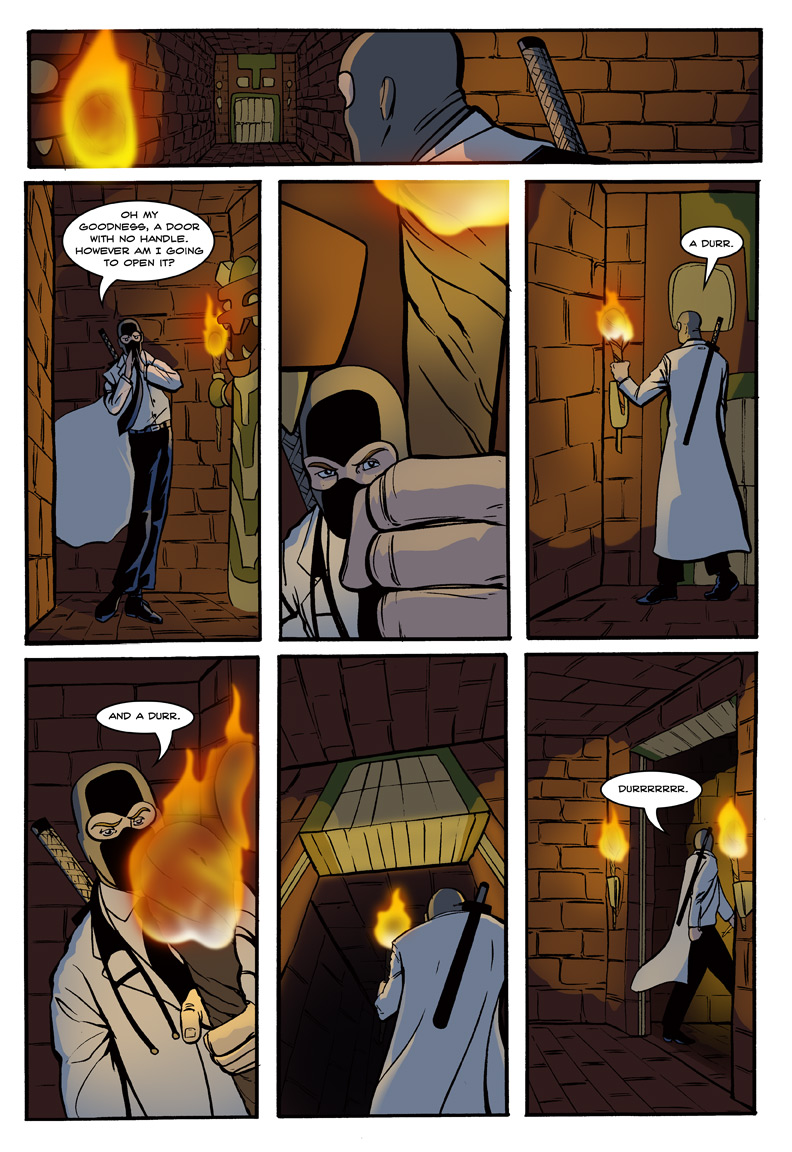 OH MY
GOODNESS, A DOOR
WITH NO HANDLE.
HOWEVER AM I GOING
TO OPEN IT?
A DURR.
AND A DURR.
DURRRRRRR.